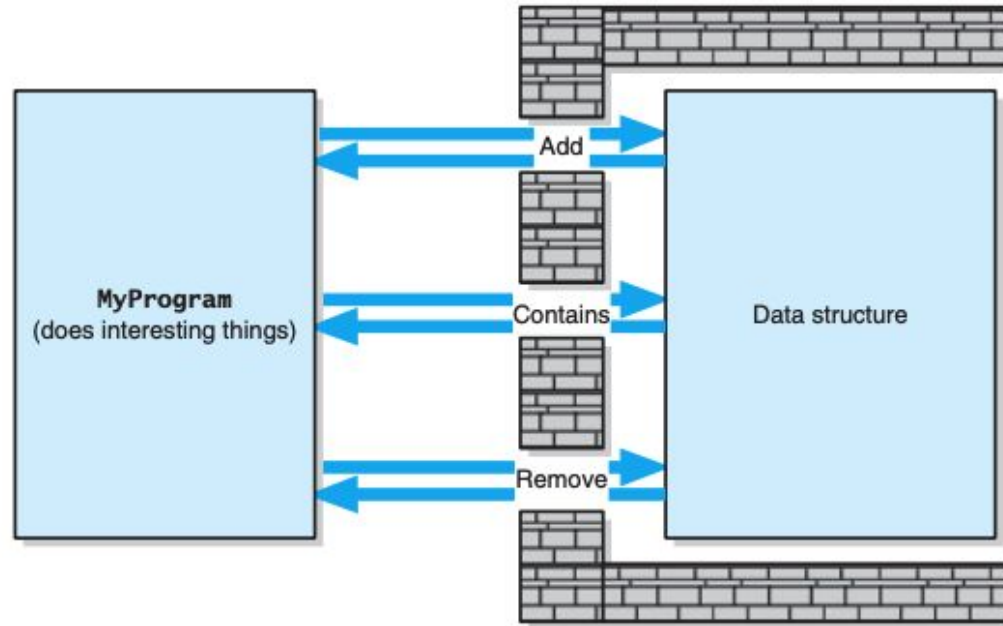 MyProgram
(does interesting things)
Add
Contains
Remove
Data structure